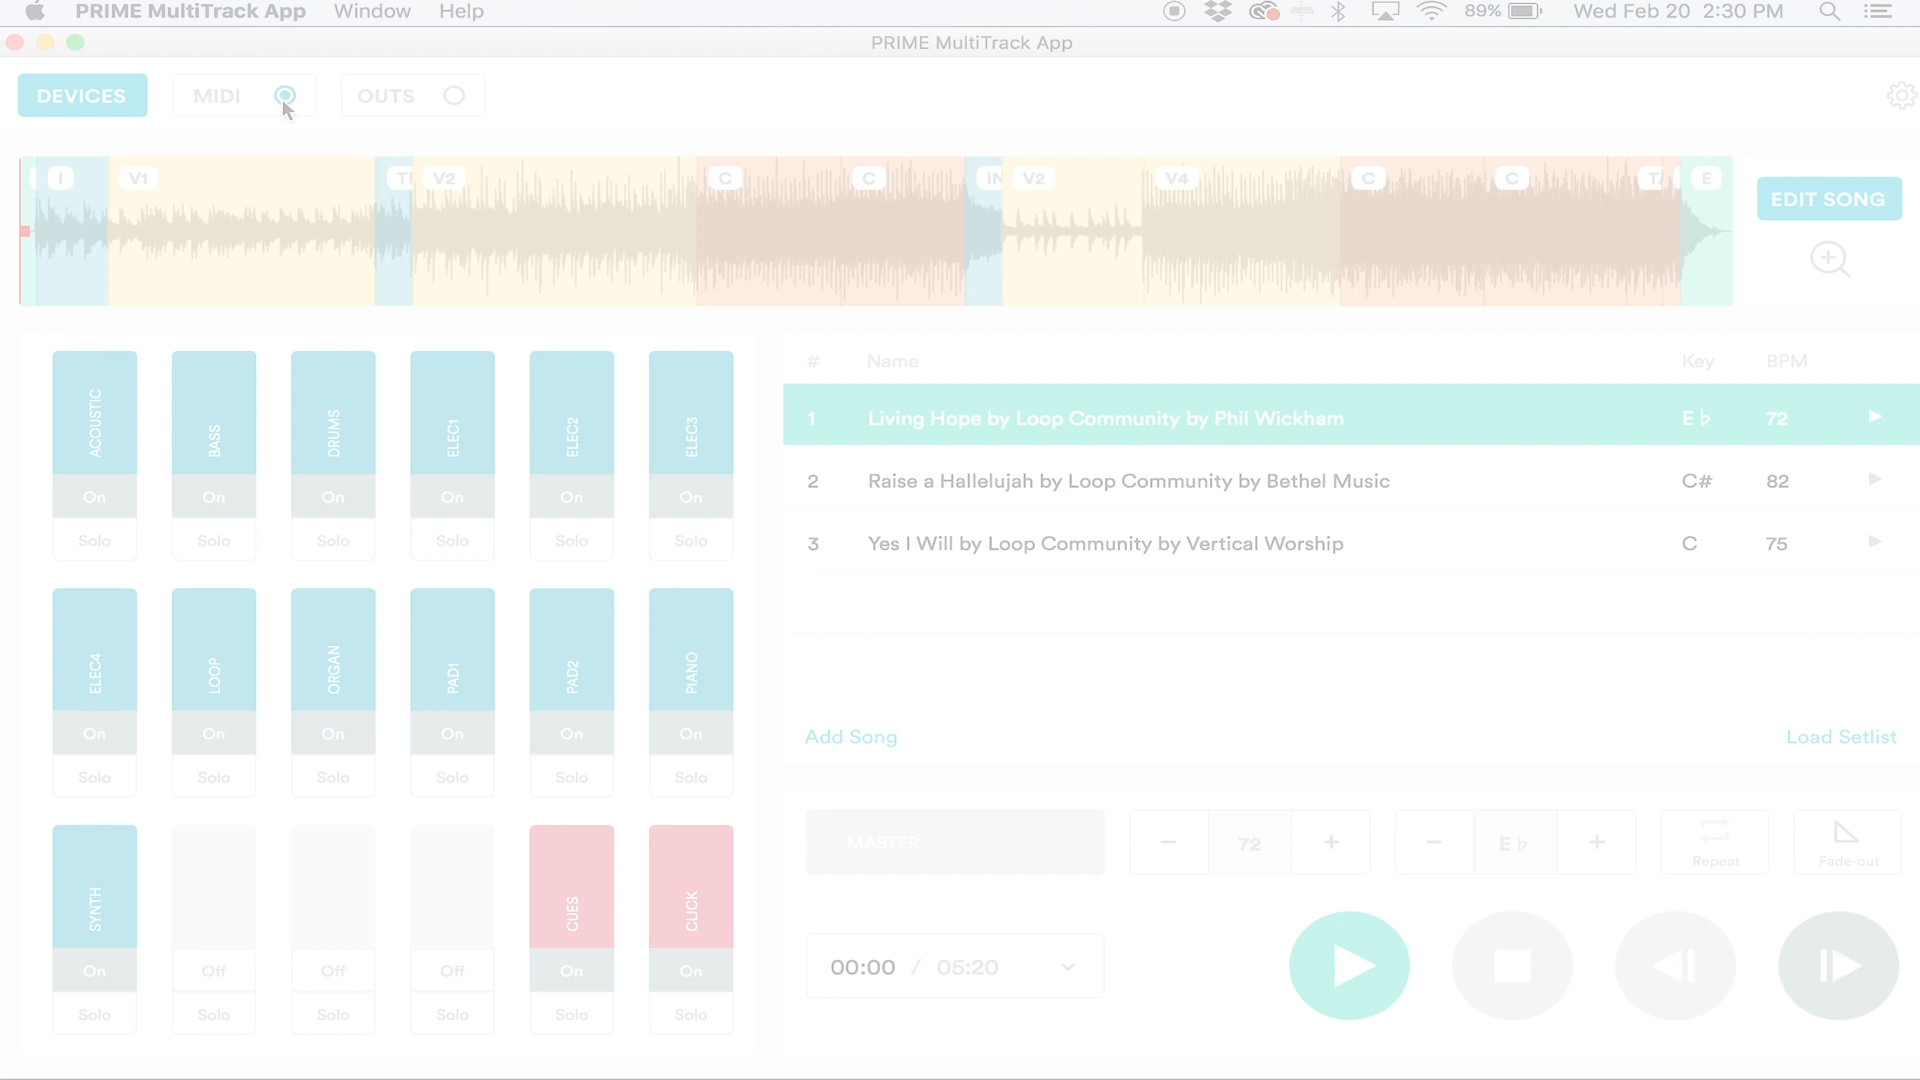 PRIME MultiTrack App Window Help 89% Wed Feb 20 2:30 PM
PRIME MultiTrack App
DEVICES MIDI OUTS
I V1 V2 C C IN V2 V4 C C E
EDIT SONG
ACOUSTIC BASS DRUMS ELEC1 ELEC2 ELEC3
On On On On On On
Solo Solo Solo Solo Solo Solo
ELEC4 LOOP ORGAN PAD1 PAD2 PIANO
On On On On On On
Solo Solo Solo Solo Solo Solo
SYNTH CUES CLICK
On Off Off Off On On
Solo Solo Solo Solo Solo Solo
# Name Key BPM
1 Living Hope by Loop Community by Phil Wickham E♭ 72
2 Raise a Hallelujah by Loop Community by Bethel Music C# 82
3 Yes I Will by Loop Community by Vertical Worship C 75
Add Song Load Setlist
MASTER − 72 + − E♭ + Repeat Fade-out
00:00 / 05:20